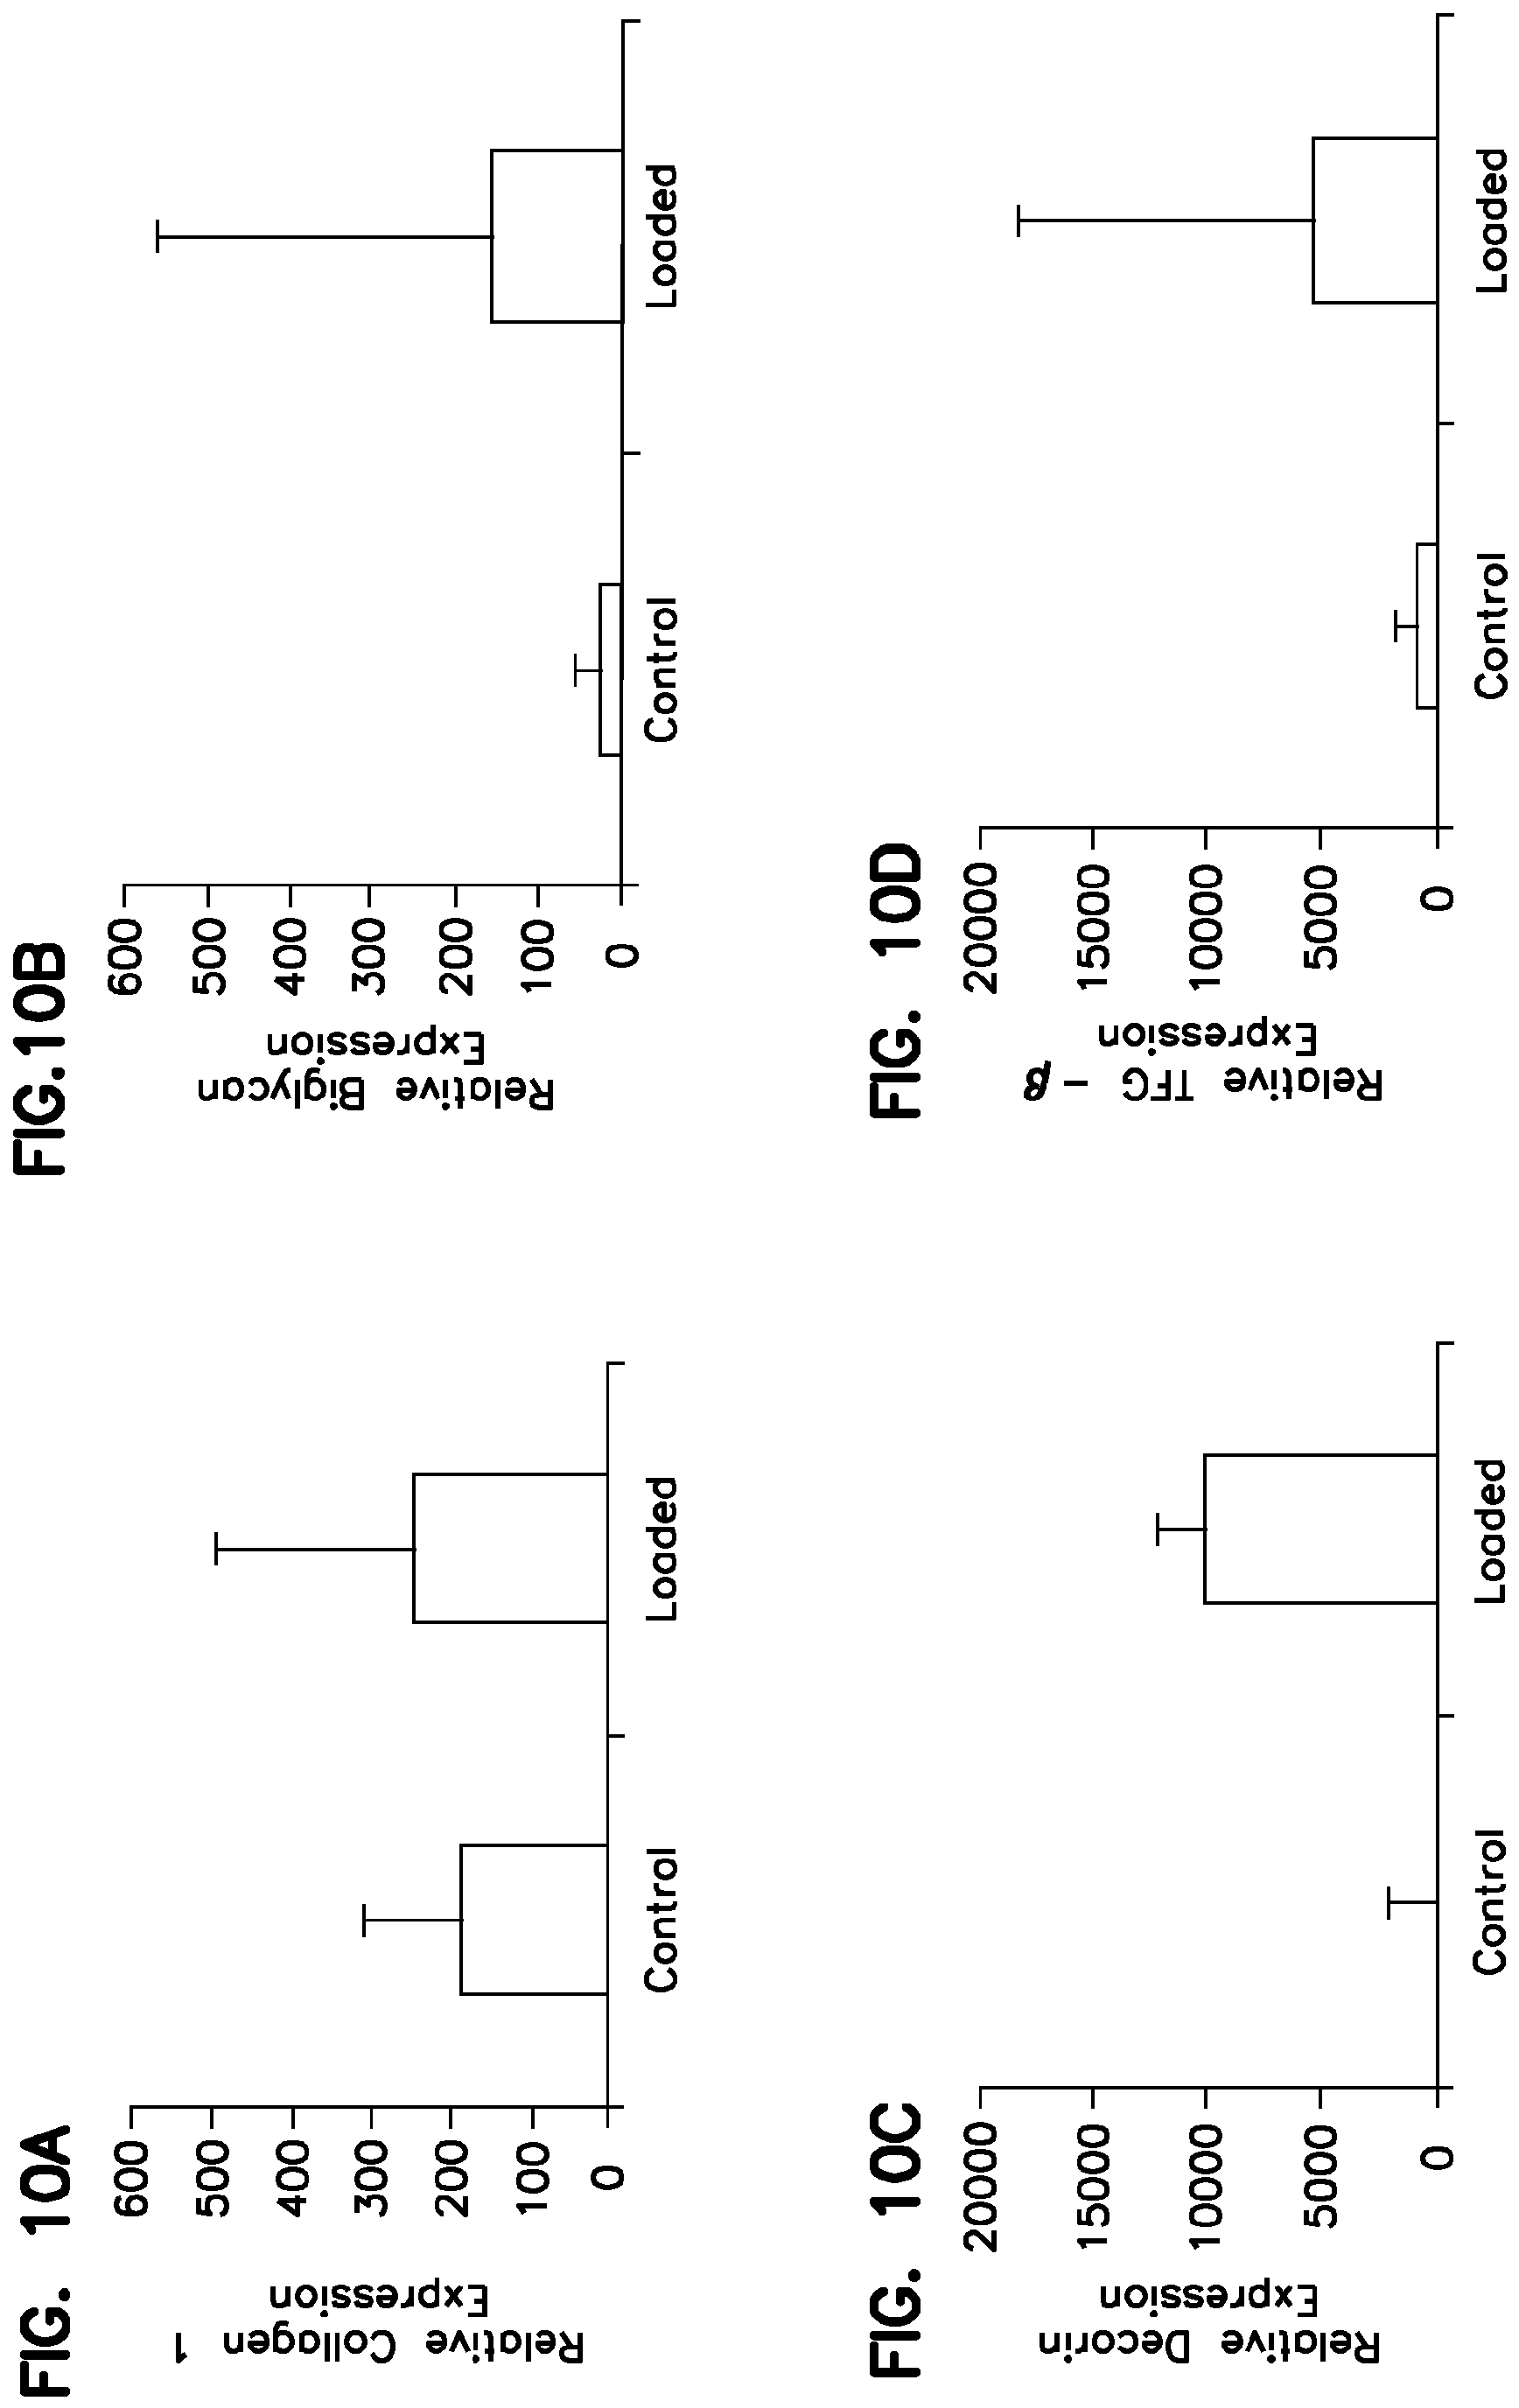 FIG. 10A
Relative Collagen 1
Expression
600
500
400
300
200
100
0
Control
Loaded
FIG.10B
Relative Biglycan
Expression
600
500
400
300
200
100
0
Control
Loaded
FIG. 10C
Relative Decorin
Expression
20000
15000
10000
5000
0
Control
Loaded
FIG. 10D
Relative TFG - β
Expression
20000
15000
10000
5000
0
Control
Loaded